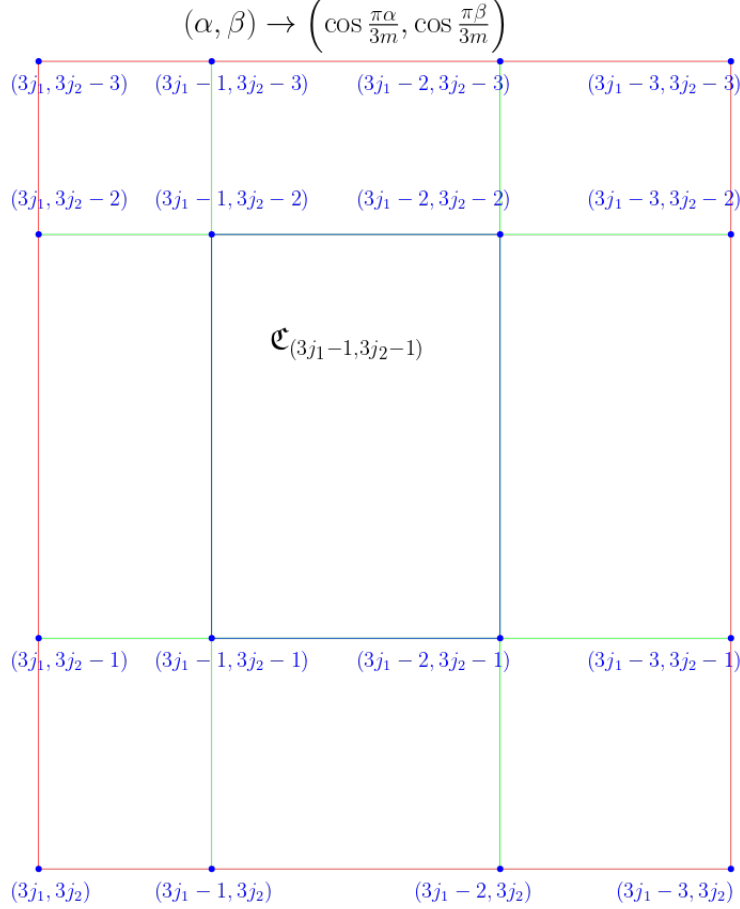 (α, β) → (cos πα/3m, cos πβ/3m)
(3j₁, 3j₂ − 3) (3j₁ − 1, 3j₂ − 3) (3j₁ − 2, 3j₂ − 3) (3j₁ − 3, 3j₂ − 3)
(3j₁, 3j₂ − 2) (3j₁ − 1, 3j₂ − 2) (3j₁ − 2, 3j₂ − 2) (3j₁ − 3, 3j₂ − 2)
ℭ₍₃ⱼ₁₋₁,₃ⱼ₂₋₁₎
(3j₁, 3j₂ − 1) (3j₁ − 1, 3j₂ − 1) (3j₁ − 2, 3j₂ − 1) (3j₁ − 3, 3j₂ − 1)
(3j₁, 3j₂) (3j₁ − 1, 3j₂) (3j₁ − 2, 3j₂) (3j₁ − 3, 3j₂)